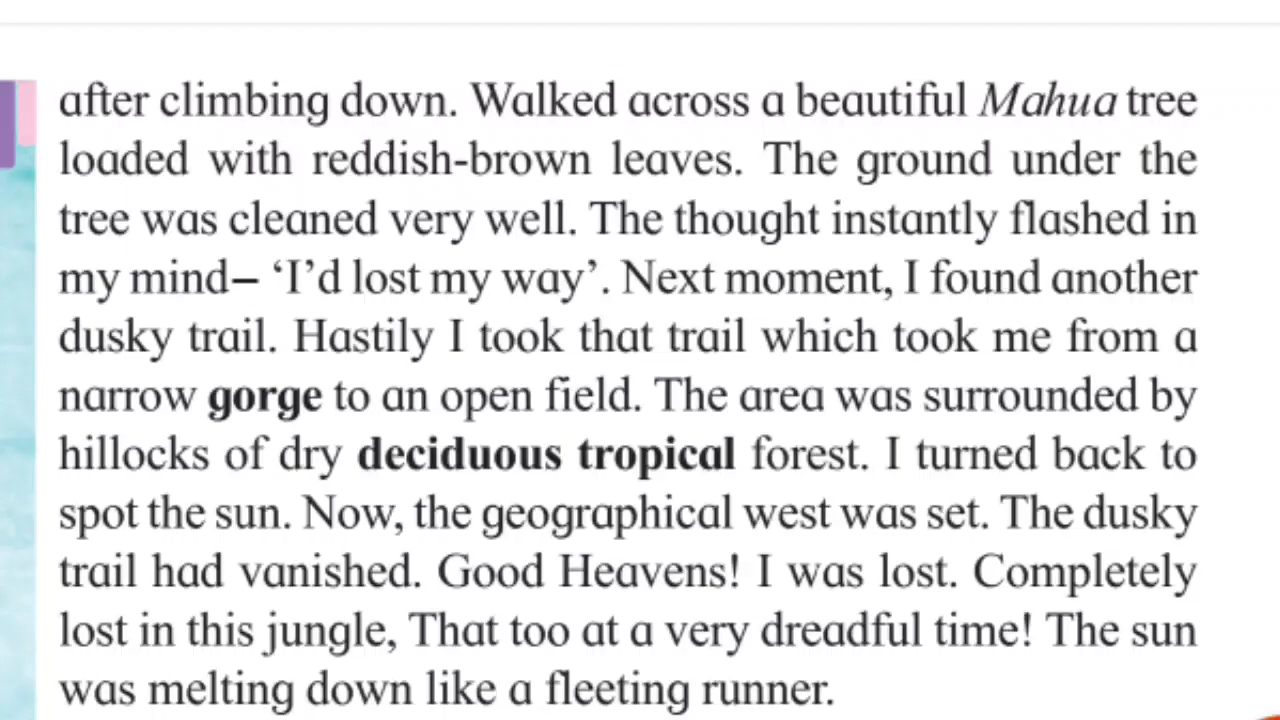 after climbing down. Walked across a beautiful Mahua tree
loaded with reddish-brown leaves. The ground under the
tree was cleaned very well. The thought instantly flashed in
my mind– ‘I’d lost my way’. Next moment, I found another
dusky trail. Hastily I took that trail which took me from a
narrow gorge to an open field. The area was surrounded by
hillocks of dry deciduous tropical forest. I turned back to
spot the sun. Now, the geographical west was set. The dusky
trail had vanished. Good Heavens! I was lost. Completely
lost in this jungle, That too at a very dreadful time! The sun
was melting down like a fleeting runner.